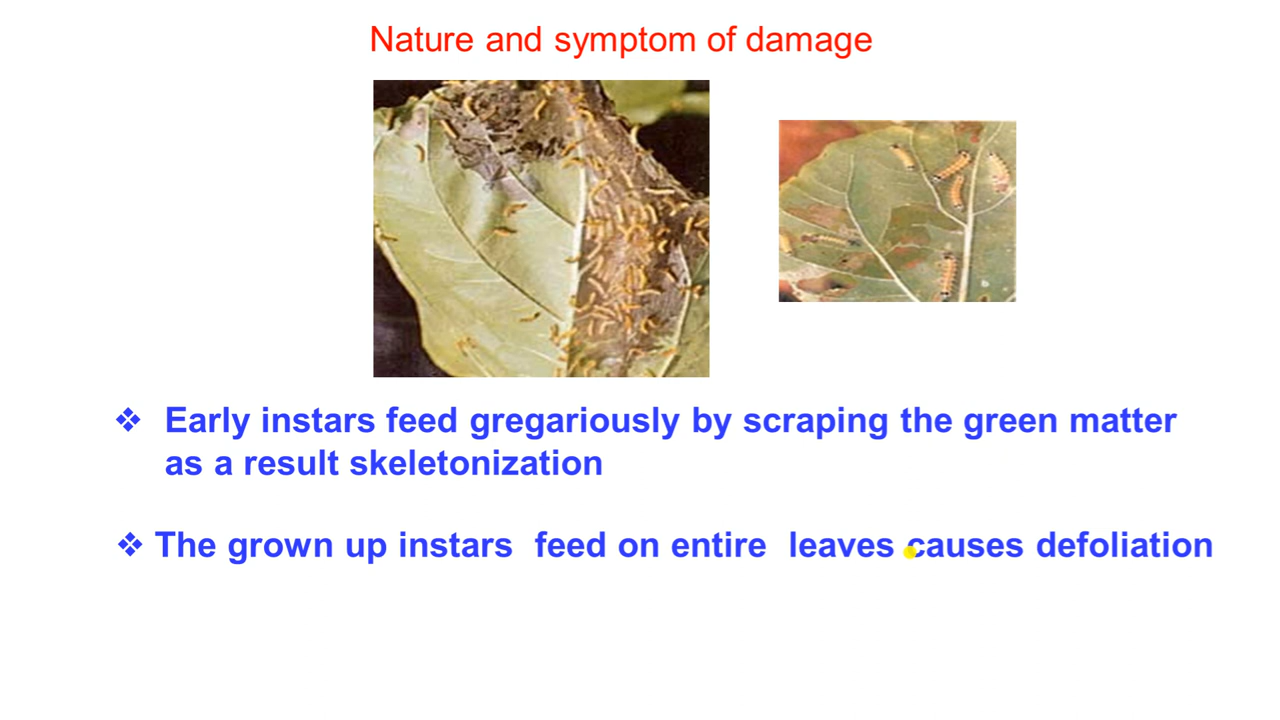 Nature and symptom of damage
❖ Early instars feed gregariously by scraping the green matter
as a result skeletonization
❖ The grown up instars feed on entire leaves causes defoliation